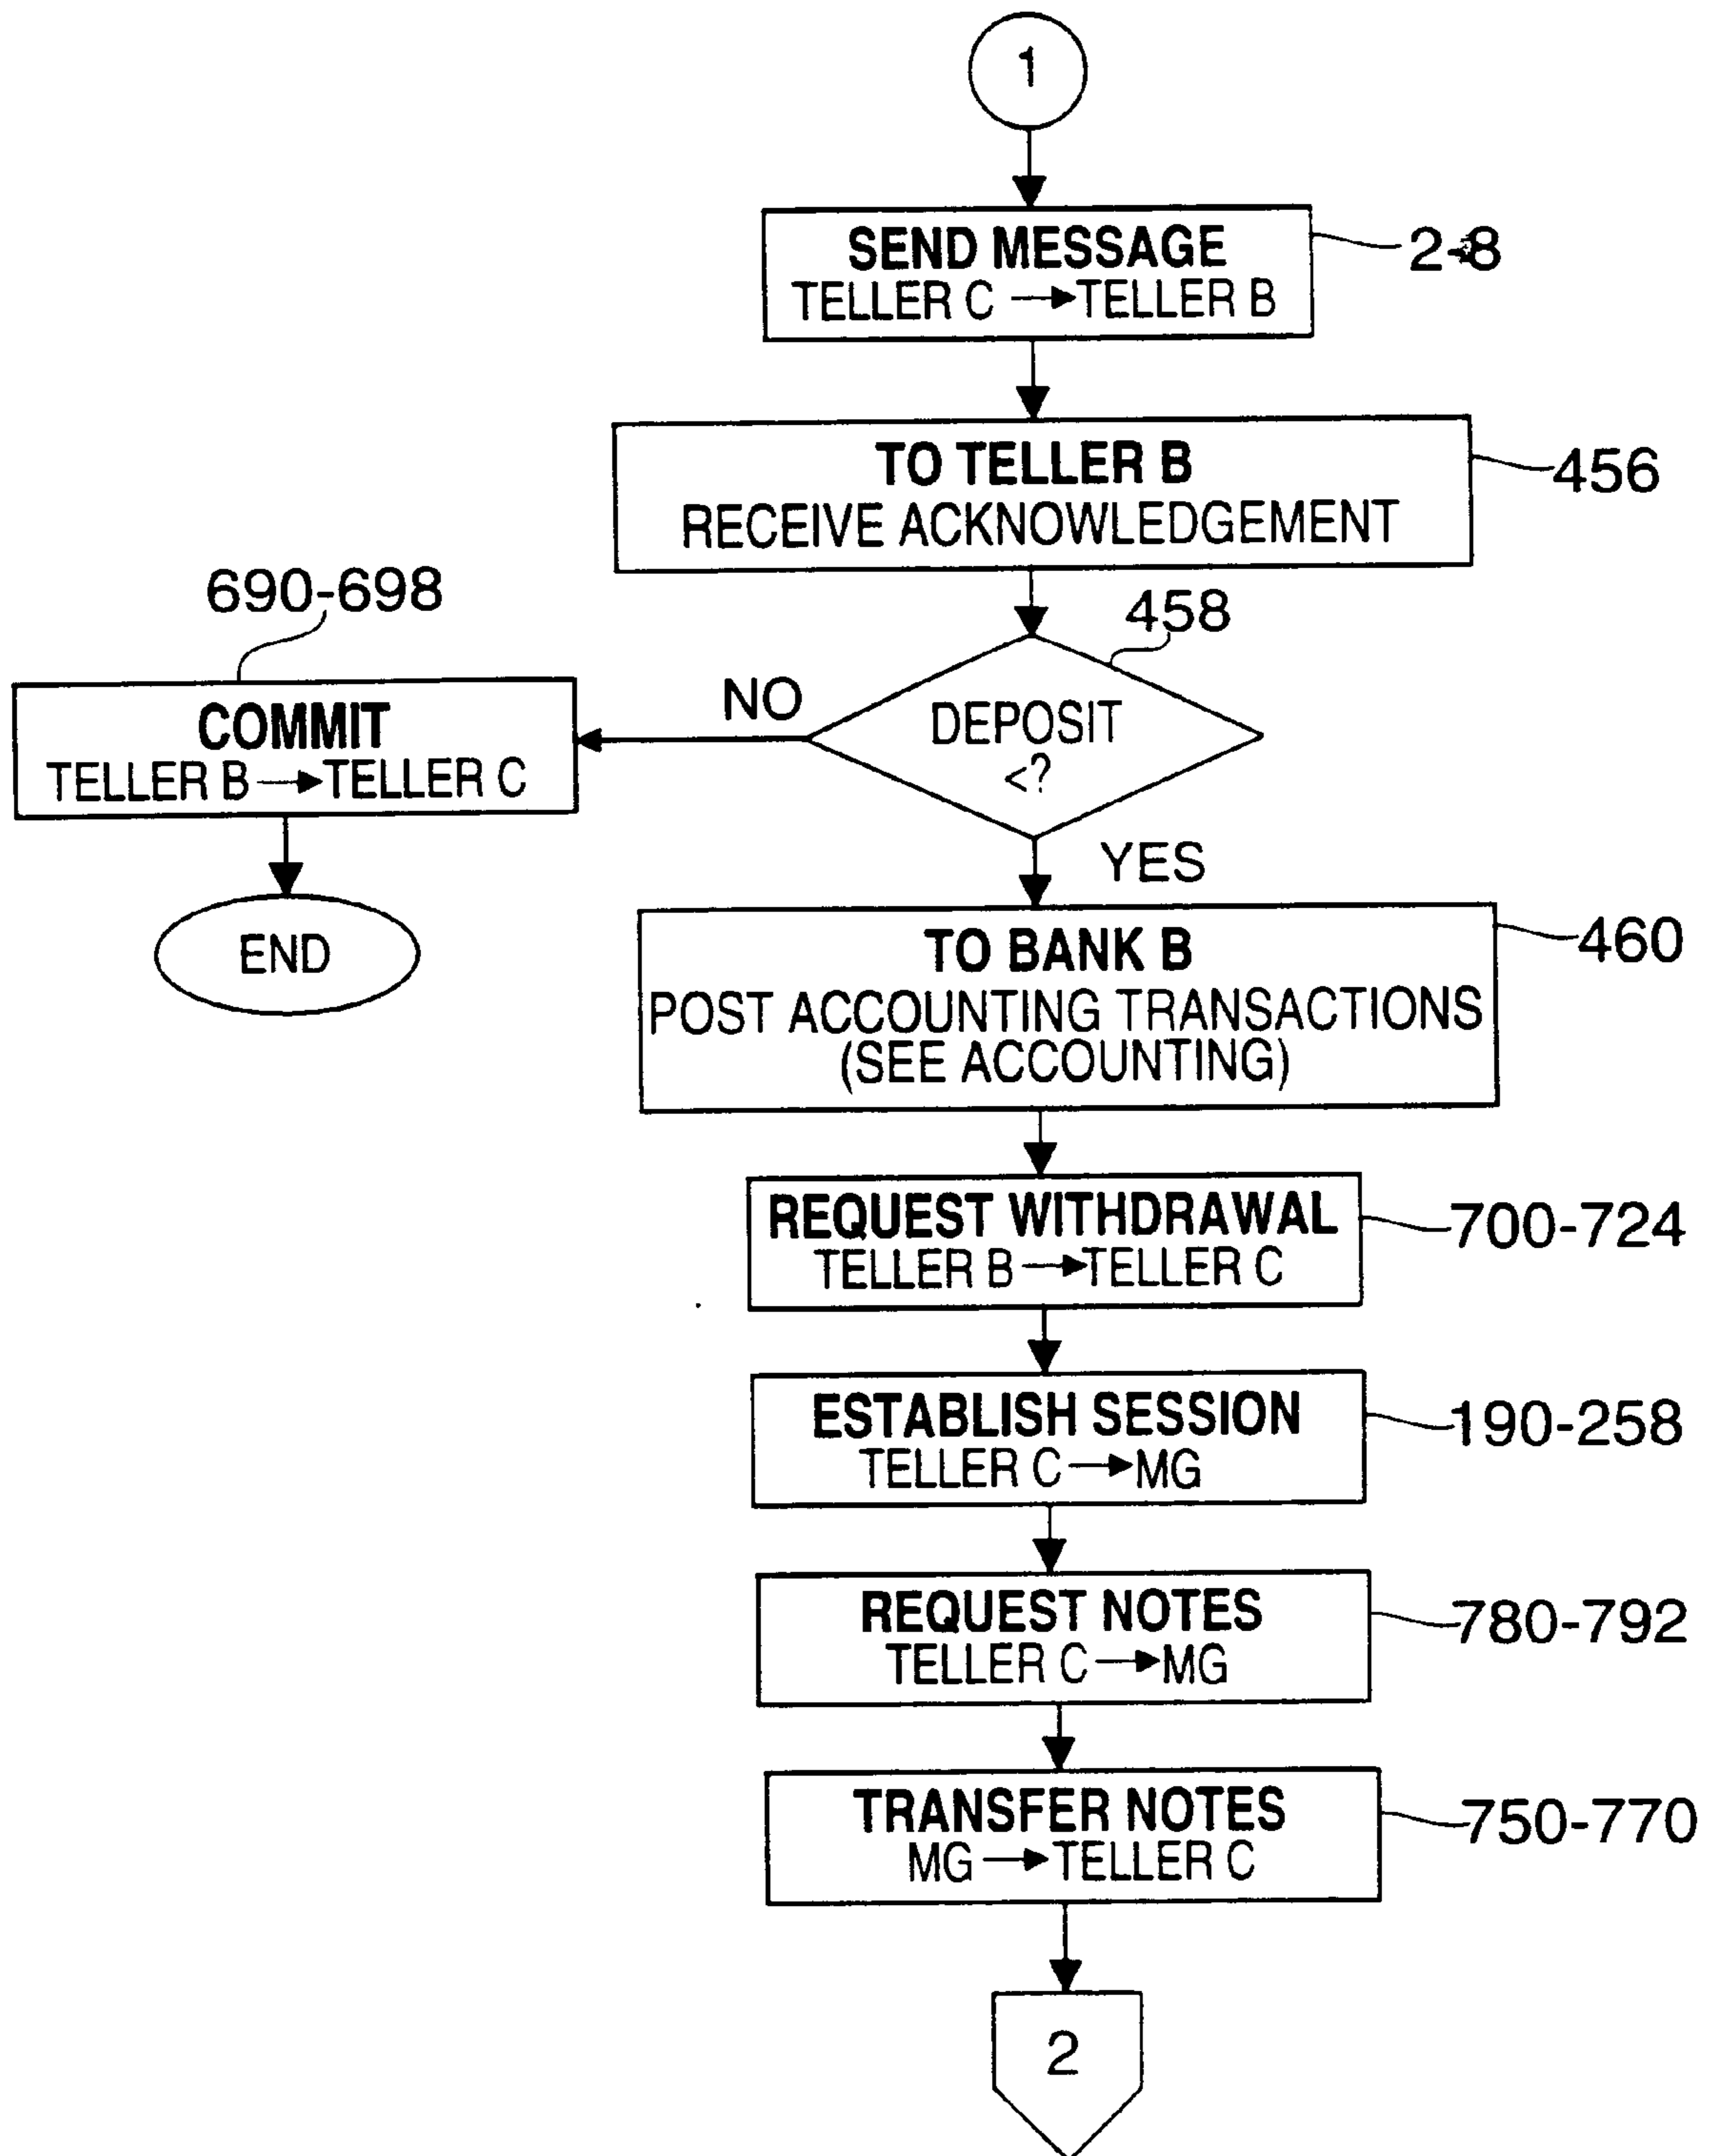 1
SEND MESSAGE
TELLER C → TELLER B
2-8
TO TELLER B
RECEIVE ACKNOWLEDGEMENT
456
690-698
458
COMMIT
TELLER B → TELLER C
NO
DEPOSIT
<?
YES
END
TO BANK B
POST ACCOUNTING TRANSACTIONS
(SEE ACCOUNTING)
460
REQUEST WITHDRAWAL
TELLER B → TELLER C
700-724
ESTABLISH SESSION
TELLER C → MG
190-258
REQUEST NOTES
TELLER C → MG
780-792
TRANSFER NOTES
MG → TELLER C
750-770
2